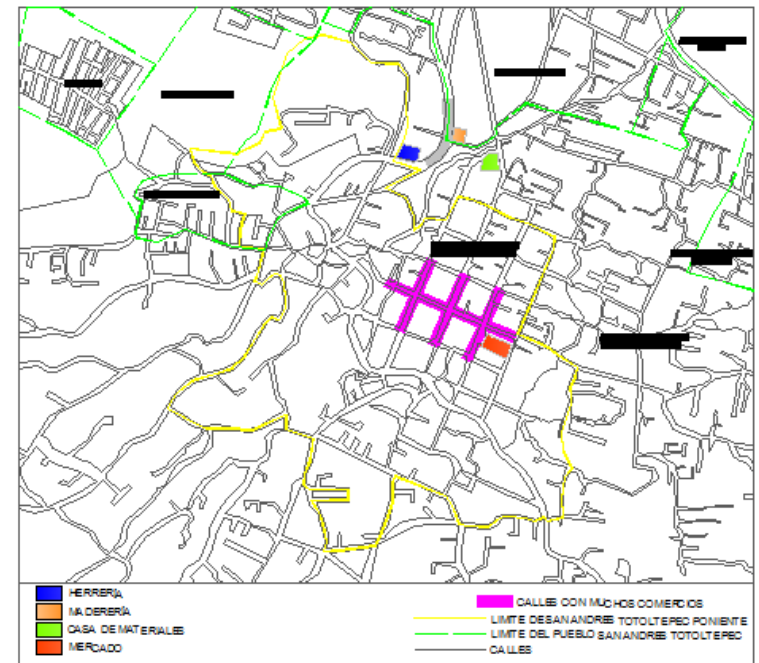 HERRERÍA
MADERERÍA
CASA DE MATERIALES
MERCADO
CALLES CON MUCHOS COMERCIOS
LIMITE DE SAN ANDRES TOTOLTEPEC PONIENTE
LIMITE DEL PUEBLO SAN ANDRES TOTOLTEPEC
CALLES